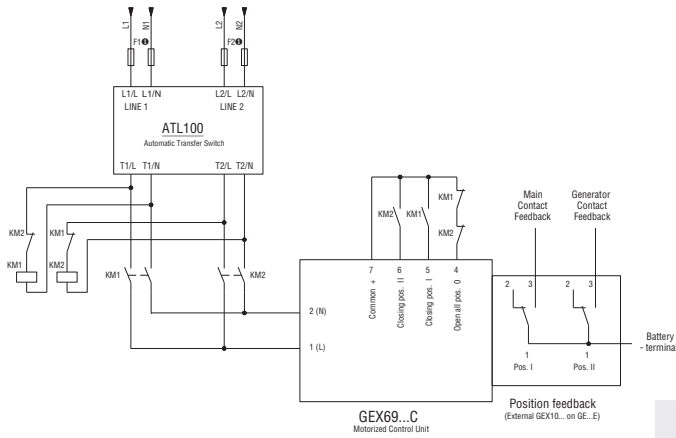 L1
N1
L2
N2
F1❶
F2❶
L1/L L1/N
L2/L L2/N
LINE 1
LINE 2
ATL100
Automatic Transfer Switch
T1/L T1/N
T2/L T2/N
KM2
KM1
KM1
KM2
KM1
KM2
KM2
KM1
KM1
KM2
7
6
5
4
Common +
Closing pos. II
Closing pos. I
Open all pos. 0
2 (N)
1 (L)
GEX69...C
Motorized Control Unit
Main
Contact
Feedback
Generator
Contact
Feedback
2
3
2
3
1
Pos. I
1
Pos. II
Battery
- terminal
Position feedback
(External GEX10... on GE...E)